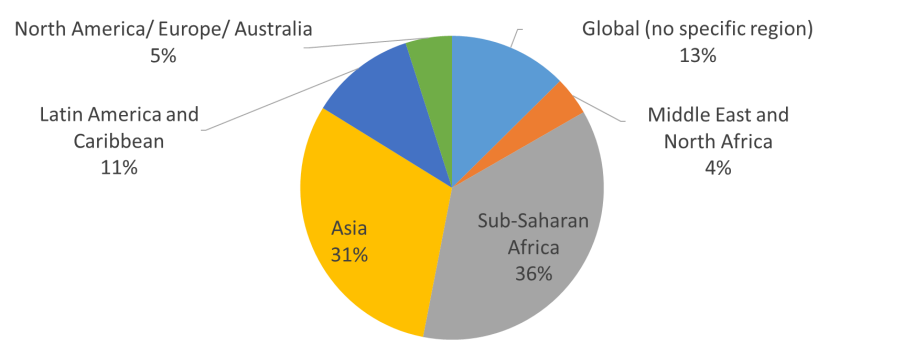 North America/ Europe/ Australia
5%
Global (no specific region)
13%
Latin America and
Caribbean
11%
Middle East and
North Africa
4%
Asia
31%
Sub-Saharan
Africa
36%